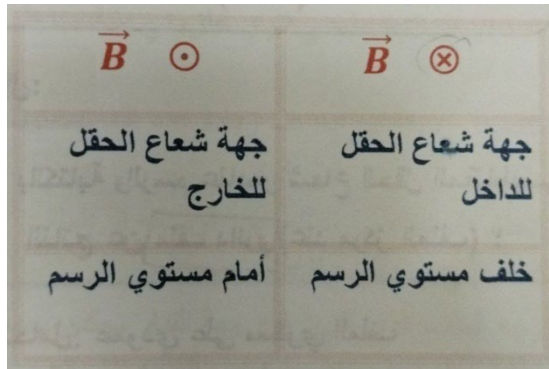 B ⊗
جهة شعاع الحقل
للداخل
خلف مستوي الرسم
B ⊙
جهة شعاع الحقل
للخارج
أمام مستوي الرسم